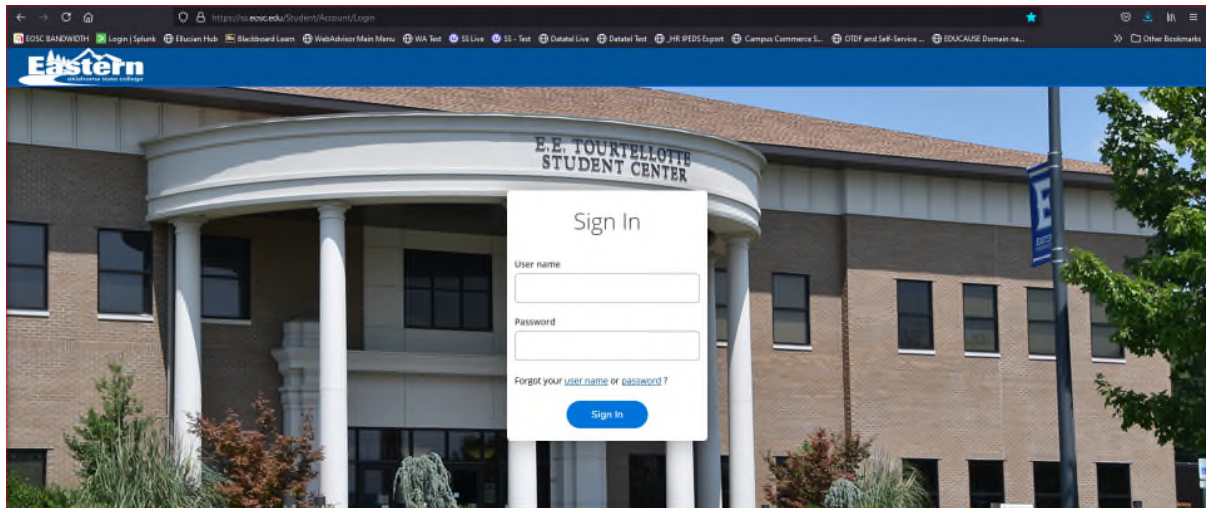 https://ss.eosc.edu/Student/Account/Login
EOSC BANDWIDTH Login | Splunk Ellucian Hub Blackboard Learn WebAdvisor Main Menu WA Test SS Live SS - Test Datatel Live Datatel Test _HR IPEDS Export Campus Commerce S... OTDF and Self-Service ... EDUCAUSE Domain na... Other Bookmarks
Eastern
oklahoma state college
E.E. TOURTELLOTTE
STUDENT CENTER
E
Sign In
User name
Password
Forgot your user name or password ?
Sign In